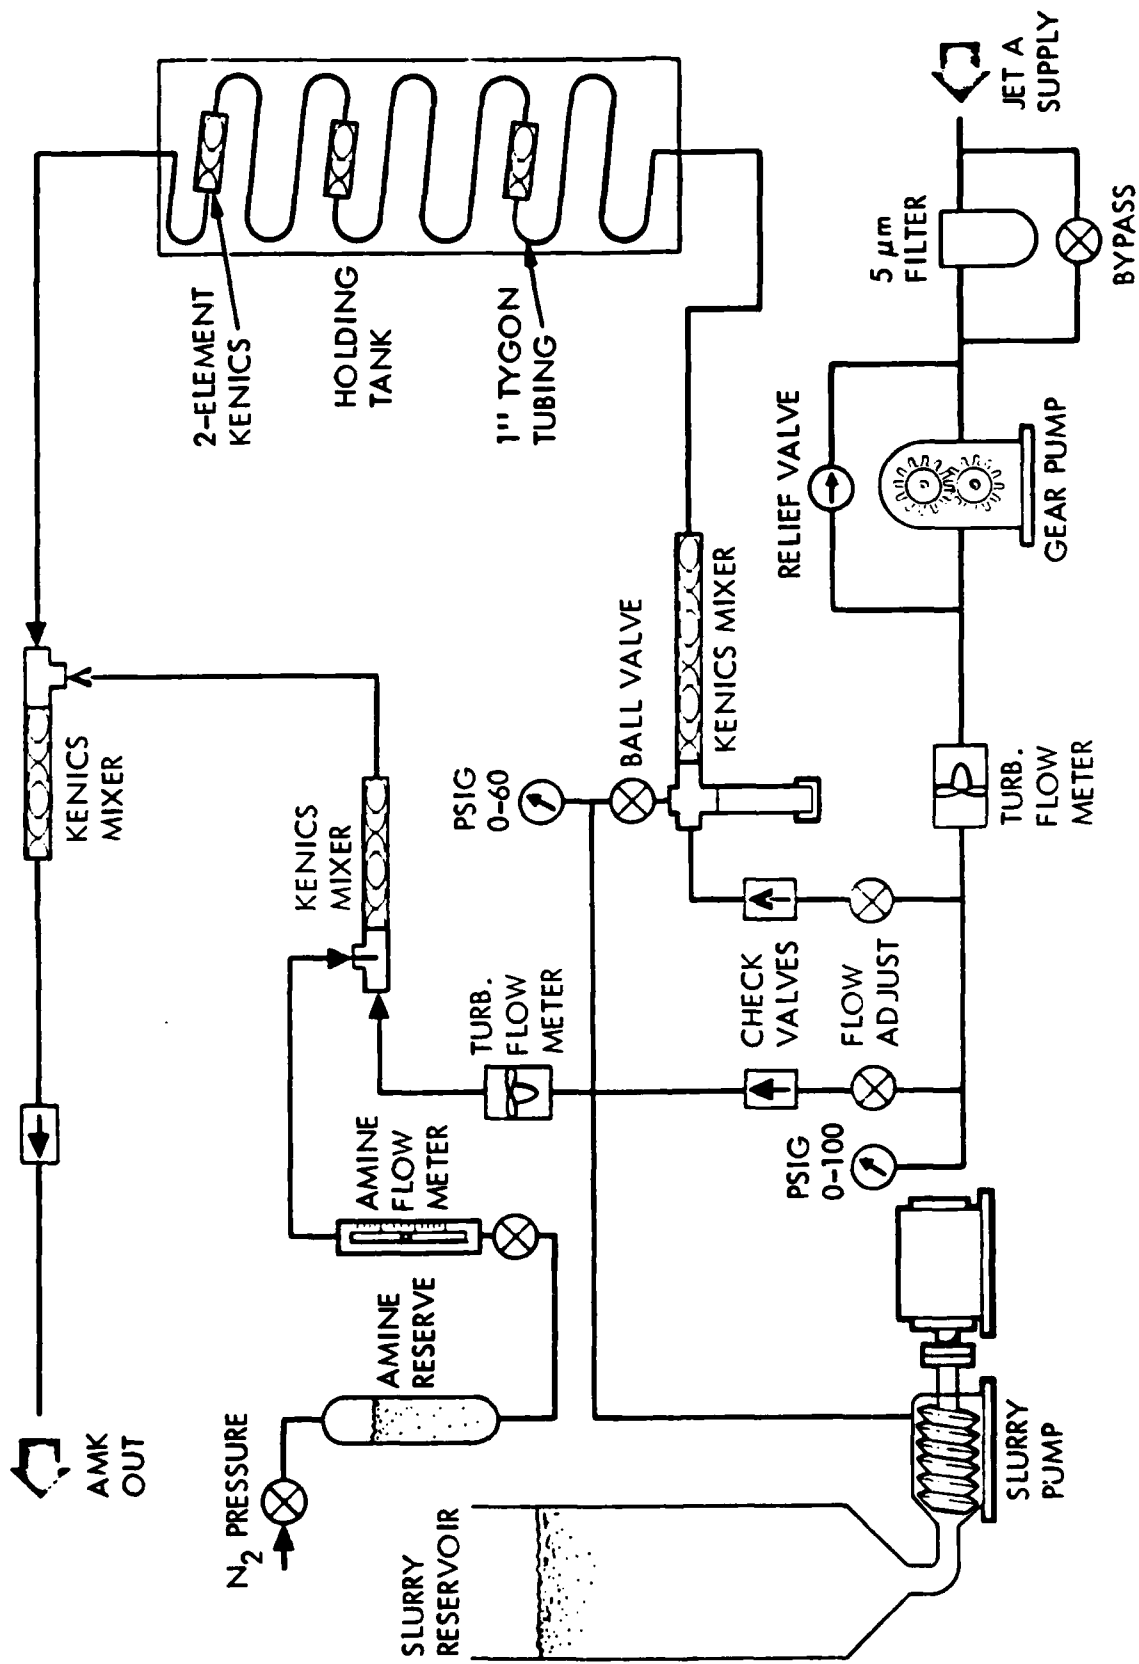 AMK
OUT
KENICS
MIXER
2-ELEMENT
KENICS
HOLDING
TANK
1" TYGON
TUBING
N2 PRESSURE
AMINE
RESERVE
AMINE
FLOW
METER
KENICS
MIXER
TURB.
FLOW
METER
PSIG
0-60
BALL VALVE
KENICS MIXER
SLURRY
RESERVOIR
CHECK
VALVES
FLOW
ADJUST
PSIG
0-100
RELIEF VALVE
SLURRY
PUMP
TURB.
FLOW
METER
GEAR PUMP
5 µm
FILTER
BYPASS
JET A
SUPPLY